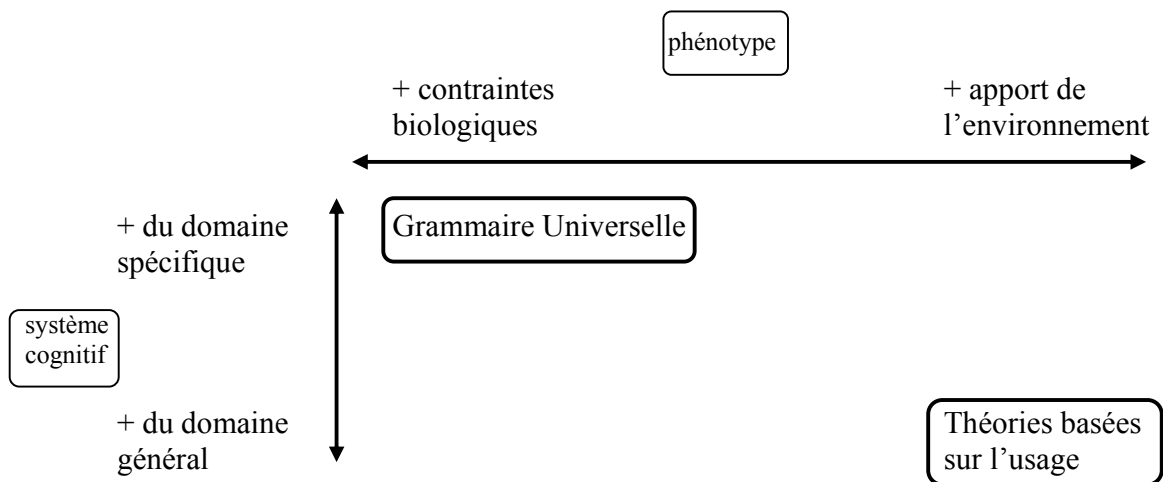 phénotype
+ contraintes
biologiques
+ apport de
l’environnement
+ du domaine
spécifique
Grammaire Universelle
système
cognitif
+ du domaine
général
Théories basées
sur l’usage